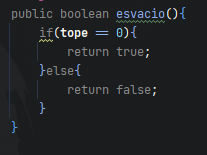 public boolean esvacio(){
    if(tope == 0){
        return true;
    }else{
        return false;
    }
}